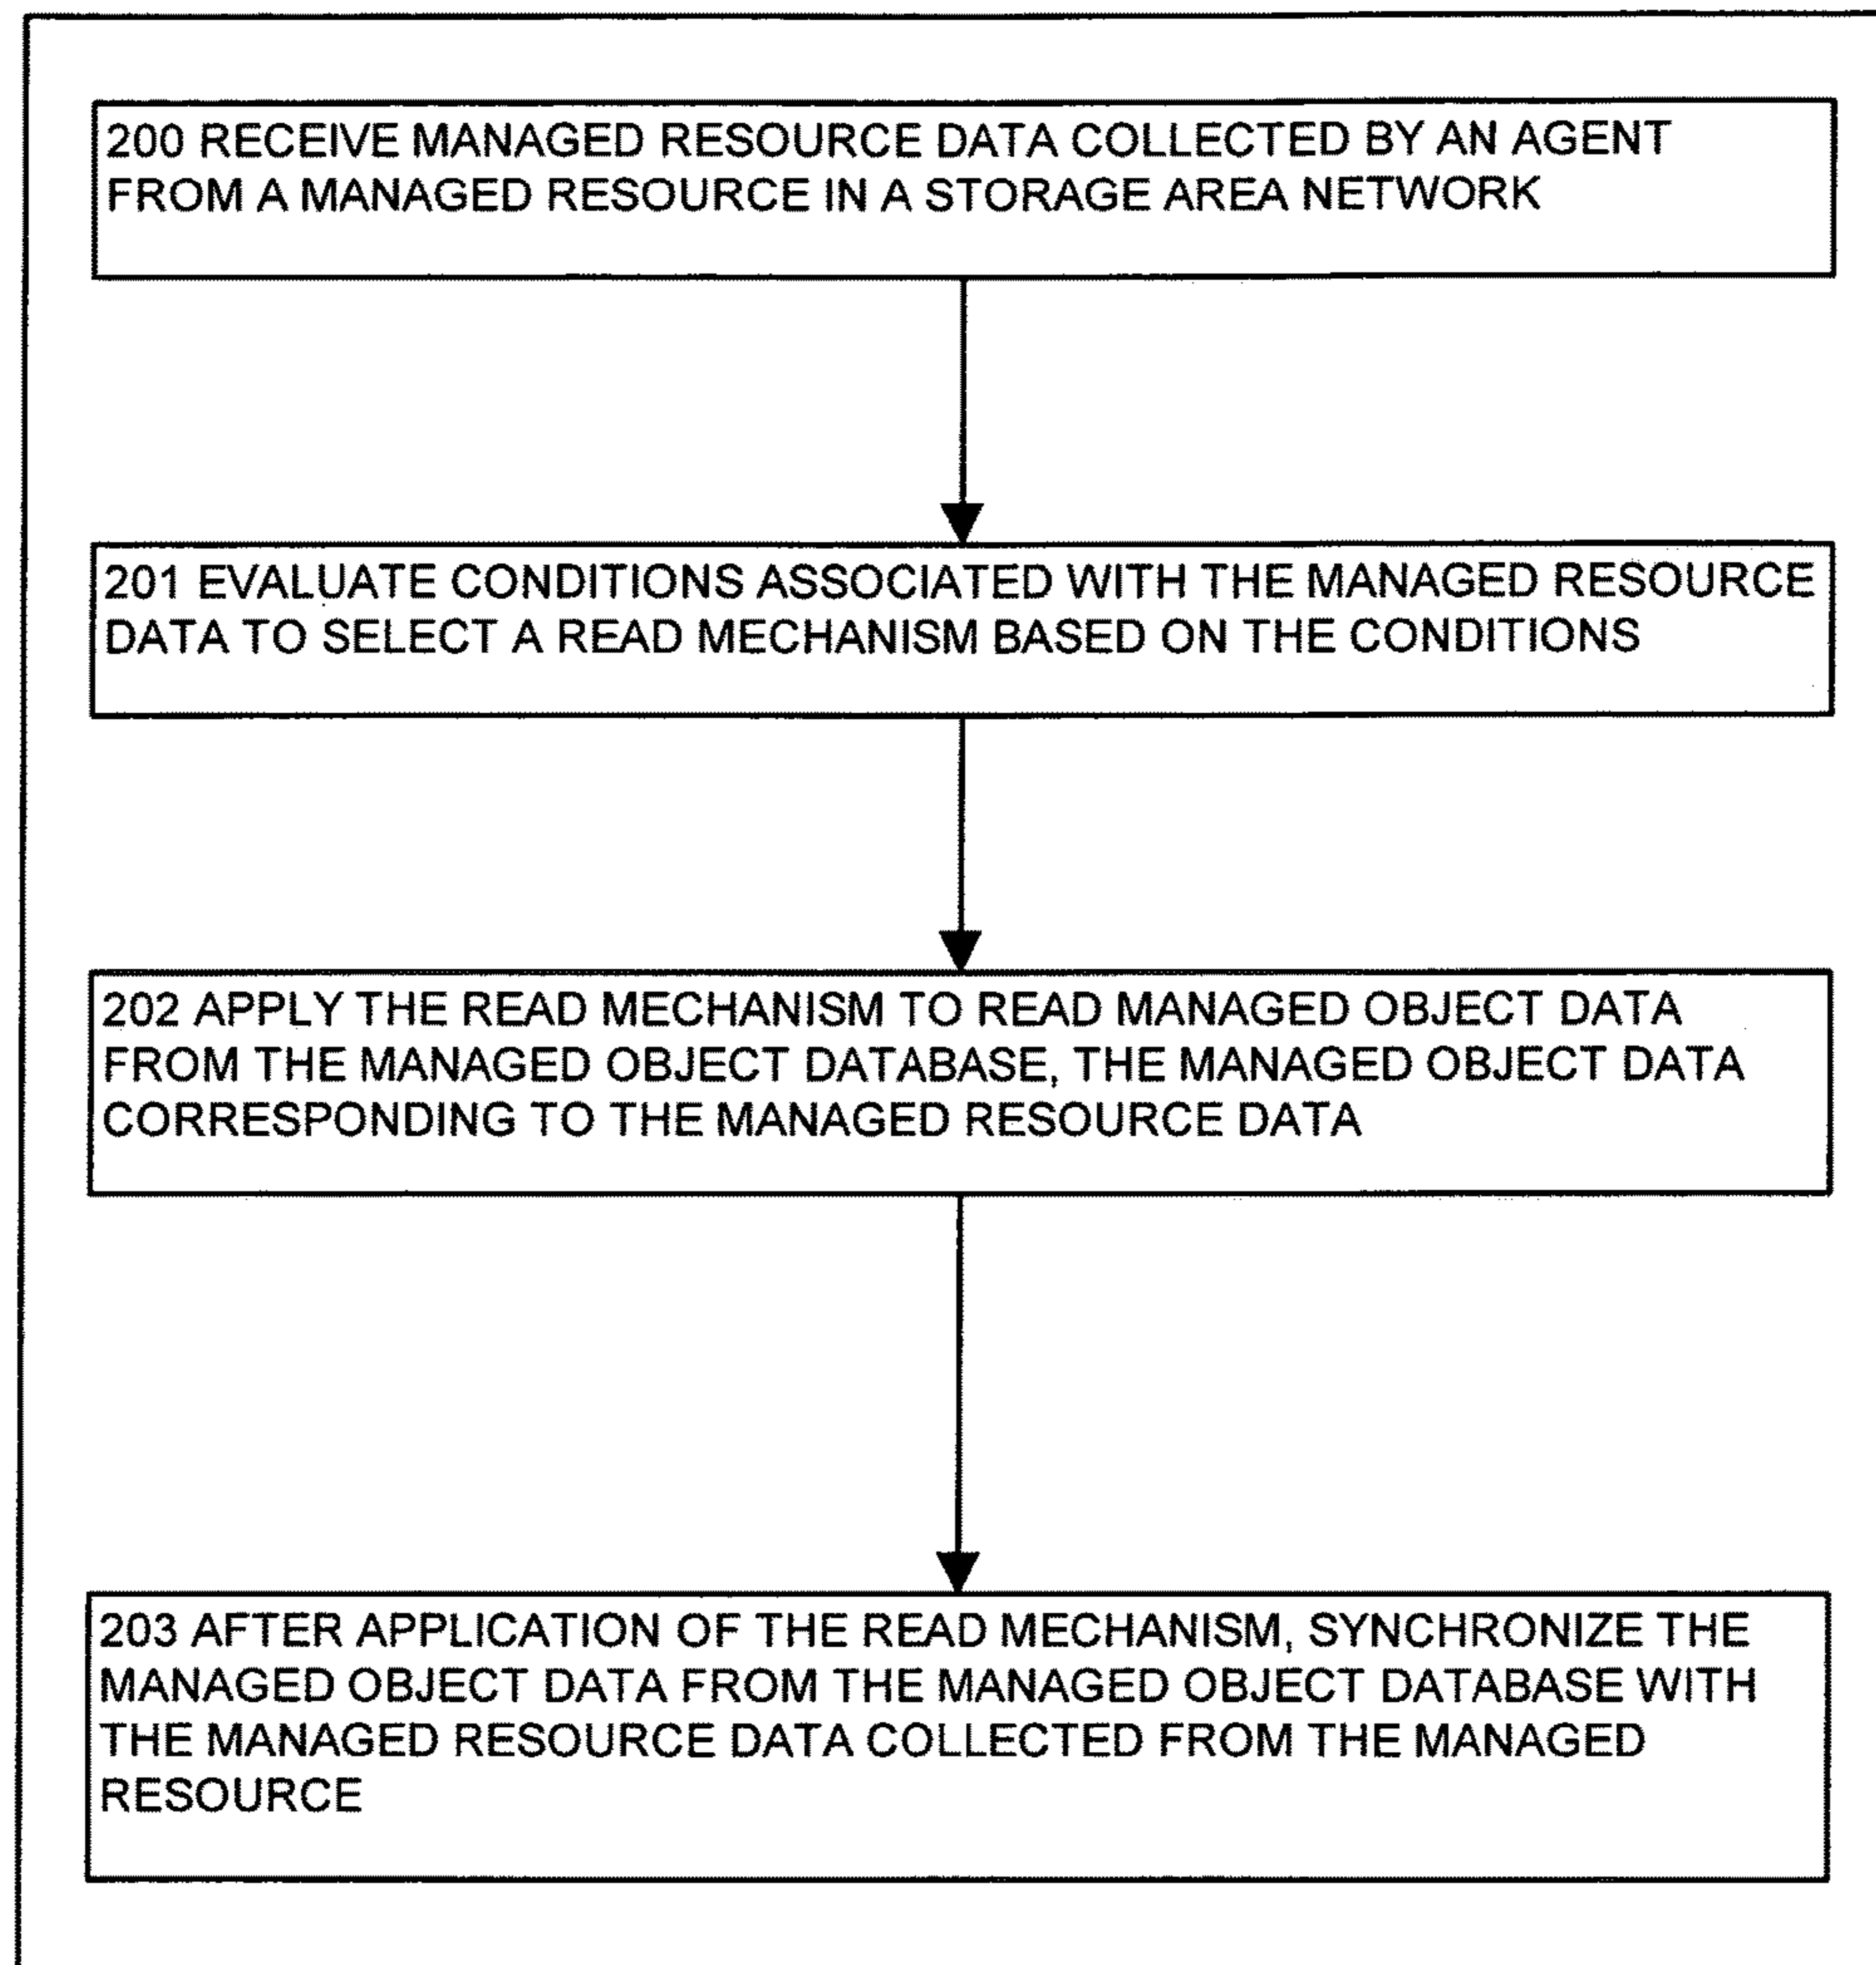 200 RECEIVE MANAGED RESOURCE DATA COLLECTED BY AN AGENT
FROM A MANAGED RESOURCE IN A STORAGE AREA NETWORK
201 EVALUATE CONDITIONS ASSOCIATED WITH THE MANAGED RESOURCE
DATA TO SELECT A READ MECHANISM BASED ON THE CONDITIONS
202 APPLY THE READ MECHANISM TO READ MANAGED OBJECT DATA
FROM THE MANAGED OBJECT DATABASE, THE MANAGED OBJECT DATA
CORRESPONDING TO THE MANAGED RESOURCE DATA
203 AFTER APPLICATION OF THE READ MECHANISM, SYNCHRONIZE THE
MANAGED OBJECT DATA FROM THE MANAGED OBJECT DATABASE WITH
THE MANAGED RESOURCE DATA COLLECTED FROM THE MANAGED
RESOURCE